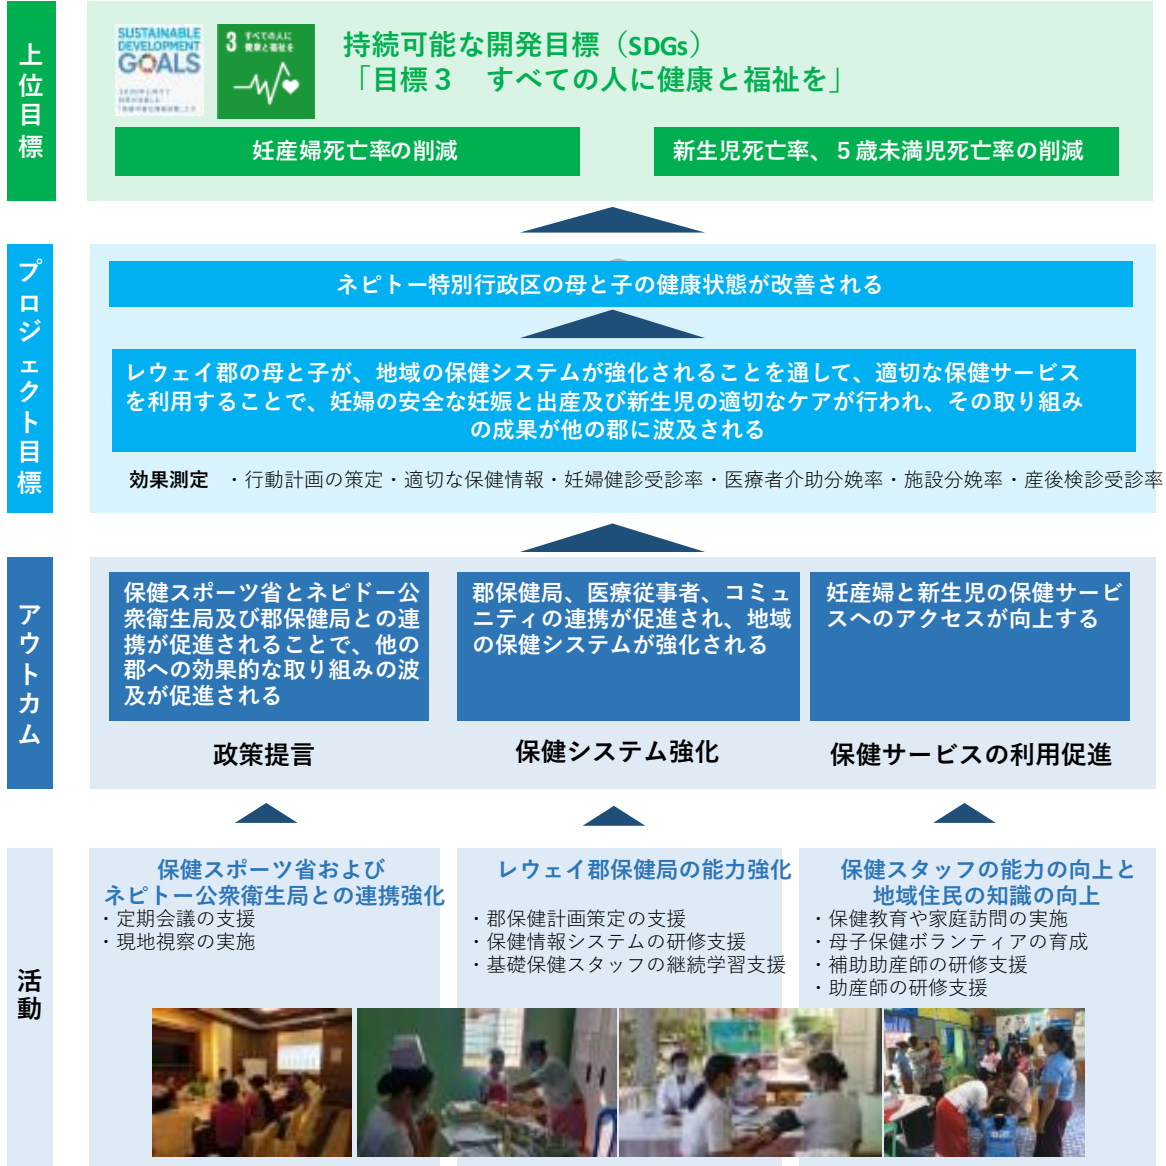 上位目標
SUSTAINABLE
DEVELOPMENT
GOALS
3 すべての人に
健康と福祉を
持続可能な開発目標（SDGs）
「目標３　すべての人に健康と福祉を」
妊産婦死亡率の削減
新生児死亡率、５歳未満児死亡率の削減
プロジェクト目標
ネピトー特別行政区の母と子の健康状態が改善される
レウェイ郡の母と子が、地域の保健システムが強化されることを通して、適切な保健サービス
を利用することで、妊婦の安全な妊娠と出産及び新生児の適切なケアが行われ、その取り組み
の成果が他の郡に波及される
効果測定　・行動計画の策定・適切な保健情報・妊婦健診受診率・医療者介助分娩率・施設分娩率・産後検診受診率
アウトカム
保健スポーツ省とネピドー公
衆衛生局及び郡保健局との連
携が促進されることで、他の
郡への効果的な取り組みの波
及が促進される
政策提言
郡保健局、医療従事者、コミュ
ニティの連携が促進され、地域
の保健システムが強化される
保健システム強化
妊産婦と新生児の保健サービ
スへのアクセスが向上する
保健サービスの利用促進
活動
保健スポーツ省および
ネピトー公衆衛生局との連携強化
・定期会議の支援
・現地視察の実施
レウェイ郡保健局の能力強化
・郡保健計画策定の支援
・保健情報システムの研修支援
・基礎保健スタッフの継続学習支援
保健スタッフの能力の向上と
地域住民の知識の向上
・保健教育や家庭訪問の実施
・母子保健ボランティアの育成
・補助助産師の研修支援
・助産師の研修支援